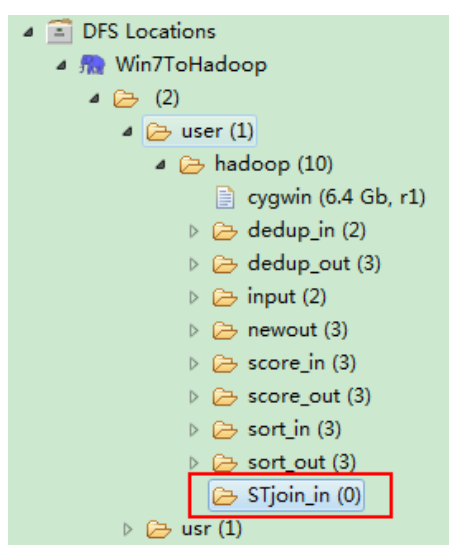 DFS Locations
Win7ToHadoop
(2)
user (1)
hadoop (10)
cygwin (6.4 Gb, r1)
dedup_in (2)
dedup_out (3)
input (2)
newout (3)
score_in (3)
score_out (3)
sort_in (3)
sort_out (3)
STjoin_in (0)
usr (1)